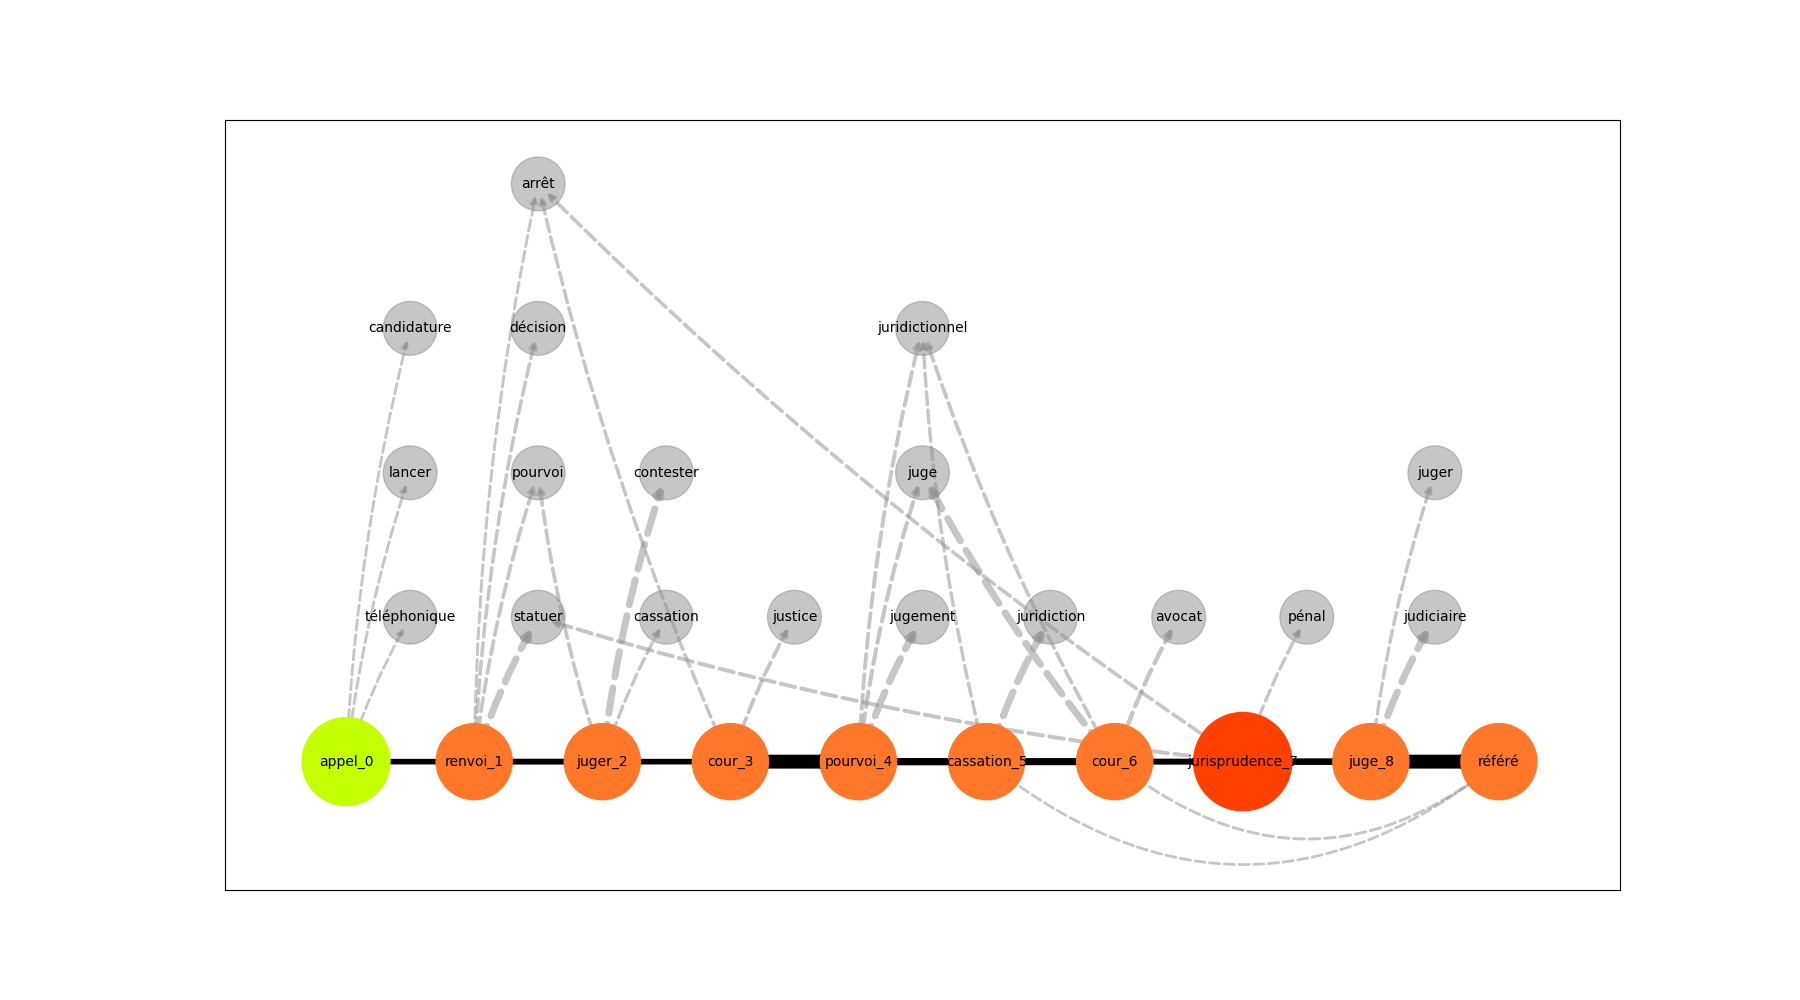 arrêt
candidature
décision
juridictionnel
lancer
pourvoi
contester
juge
juger
téléphonique
statuer
cassation
justice
jugement
juridiction
avocat
pénal
judiciaire
appel_0
renvoi_1
juger_2
cour_3
pourvoi_4
cassation_5
cour_6
jurisprudence_7
juge_8
référé